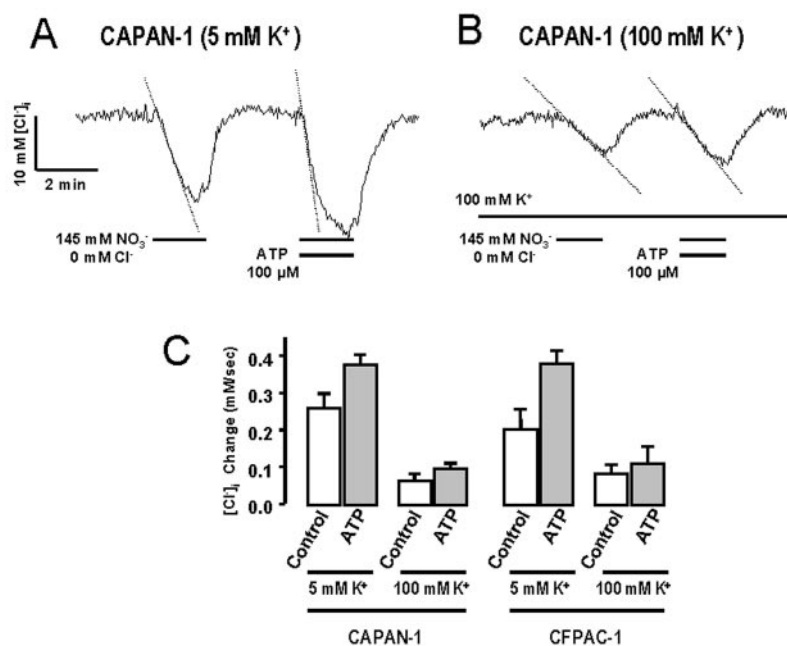 A CAPAN-1 (5 mM K⁺)
10 mM [Cl⁻]ᵢ
2 min
145 mM NO₃⁻
0 mM Cl⁻
ATP
100 µM
B CAPAN-1 (100 mM K⁺)
100 mM K⁺
145 mM NO₃⁻
0 mM Cl⁻
ATP
100 µM
C
[Cl⁻]ᵢ Change (mM/sec)
0.4
0.3
0.2
0.1
0.0
Control ATP Control ATP Control ATP Control ATP
5 mM K⁺ 100 mM K⁺ 5 mM K⁺ 100 mM K⁺
CAPAN-1 CFPAC-1